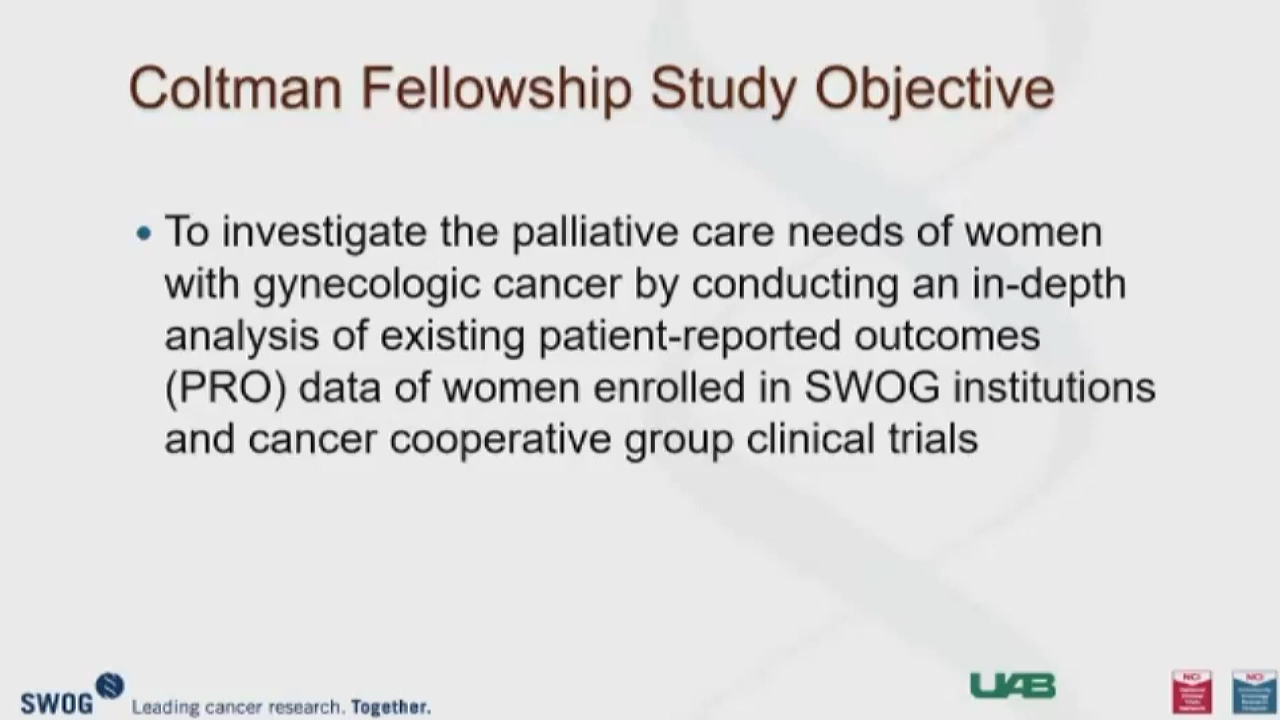 Coltman Fellowship Study Objective
• To investigate the palliative care needs of women
with gynecologic cancer by conducting an in-depth
analysis of existing patient-reported outcomes
(PRO) data of women enrolled in SWOG institutions
and cancer cooperative group clinical trials
SWOG Leading cancer research. Together.
UAB
NCI
NCI